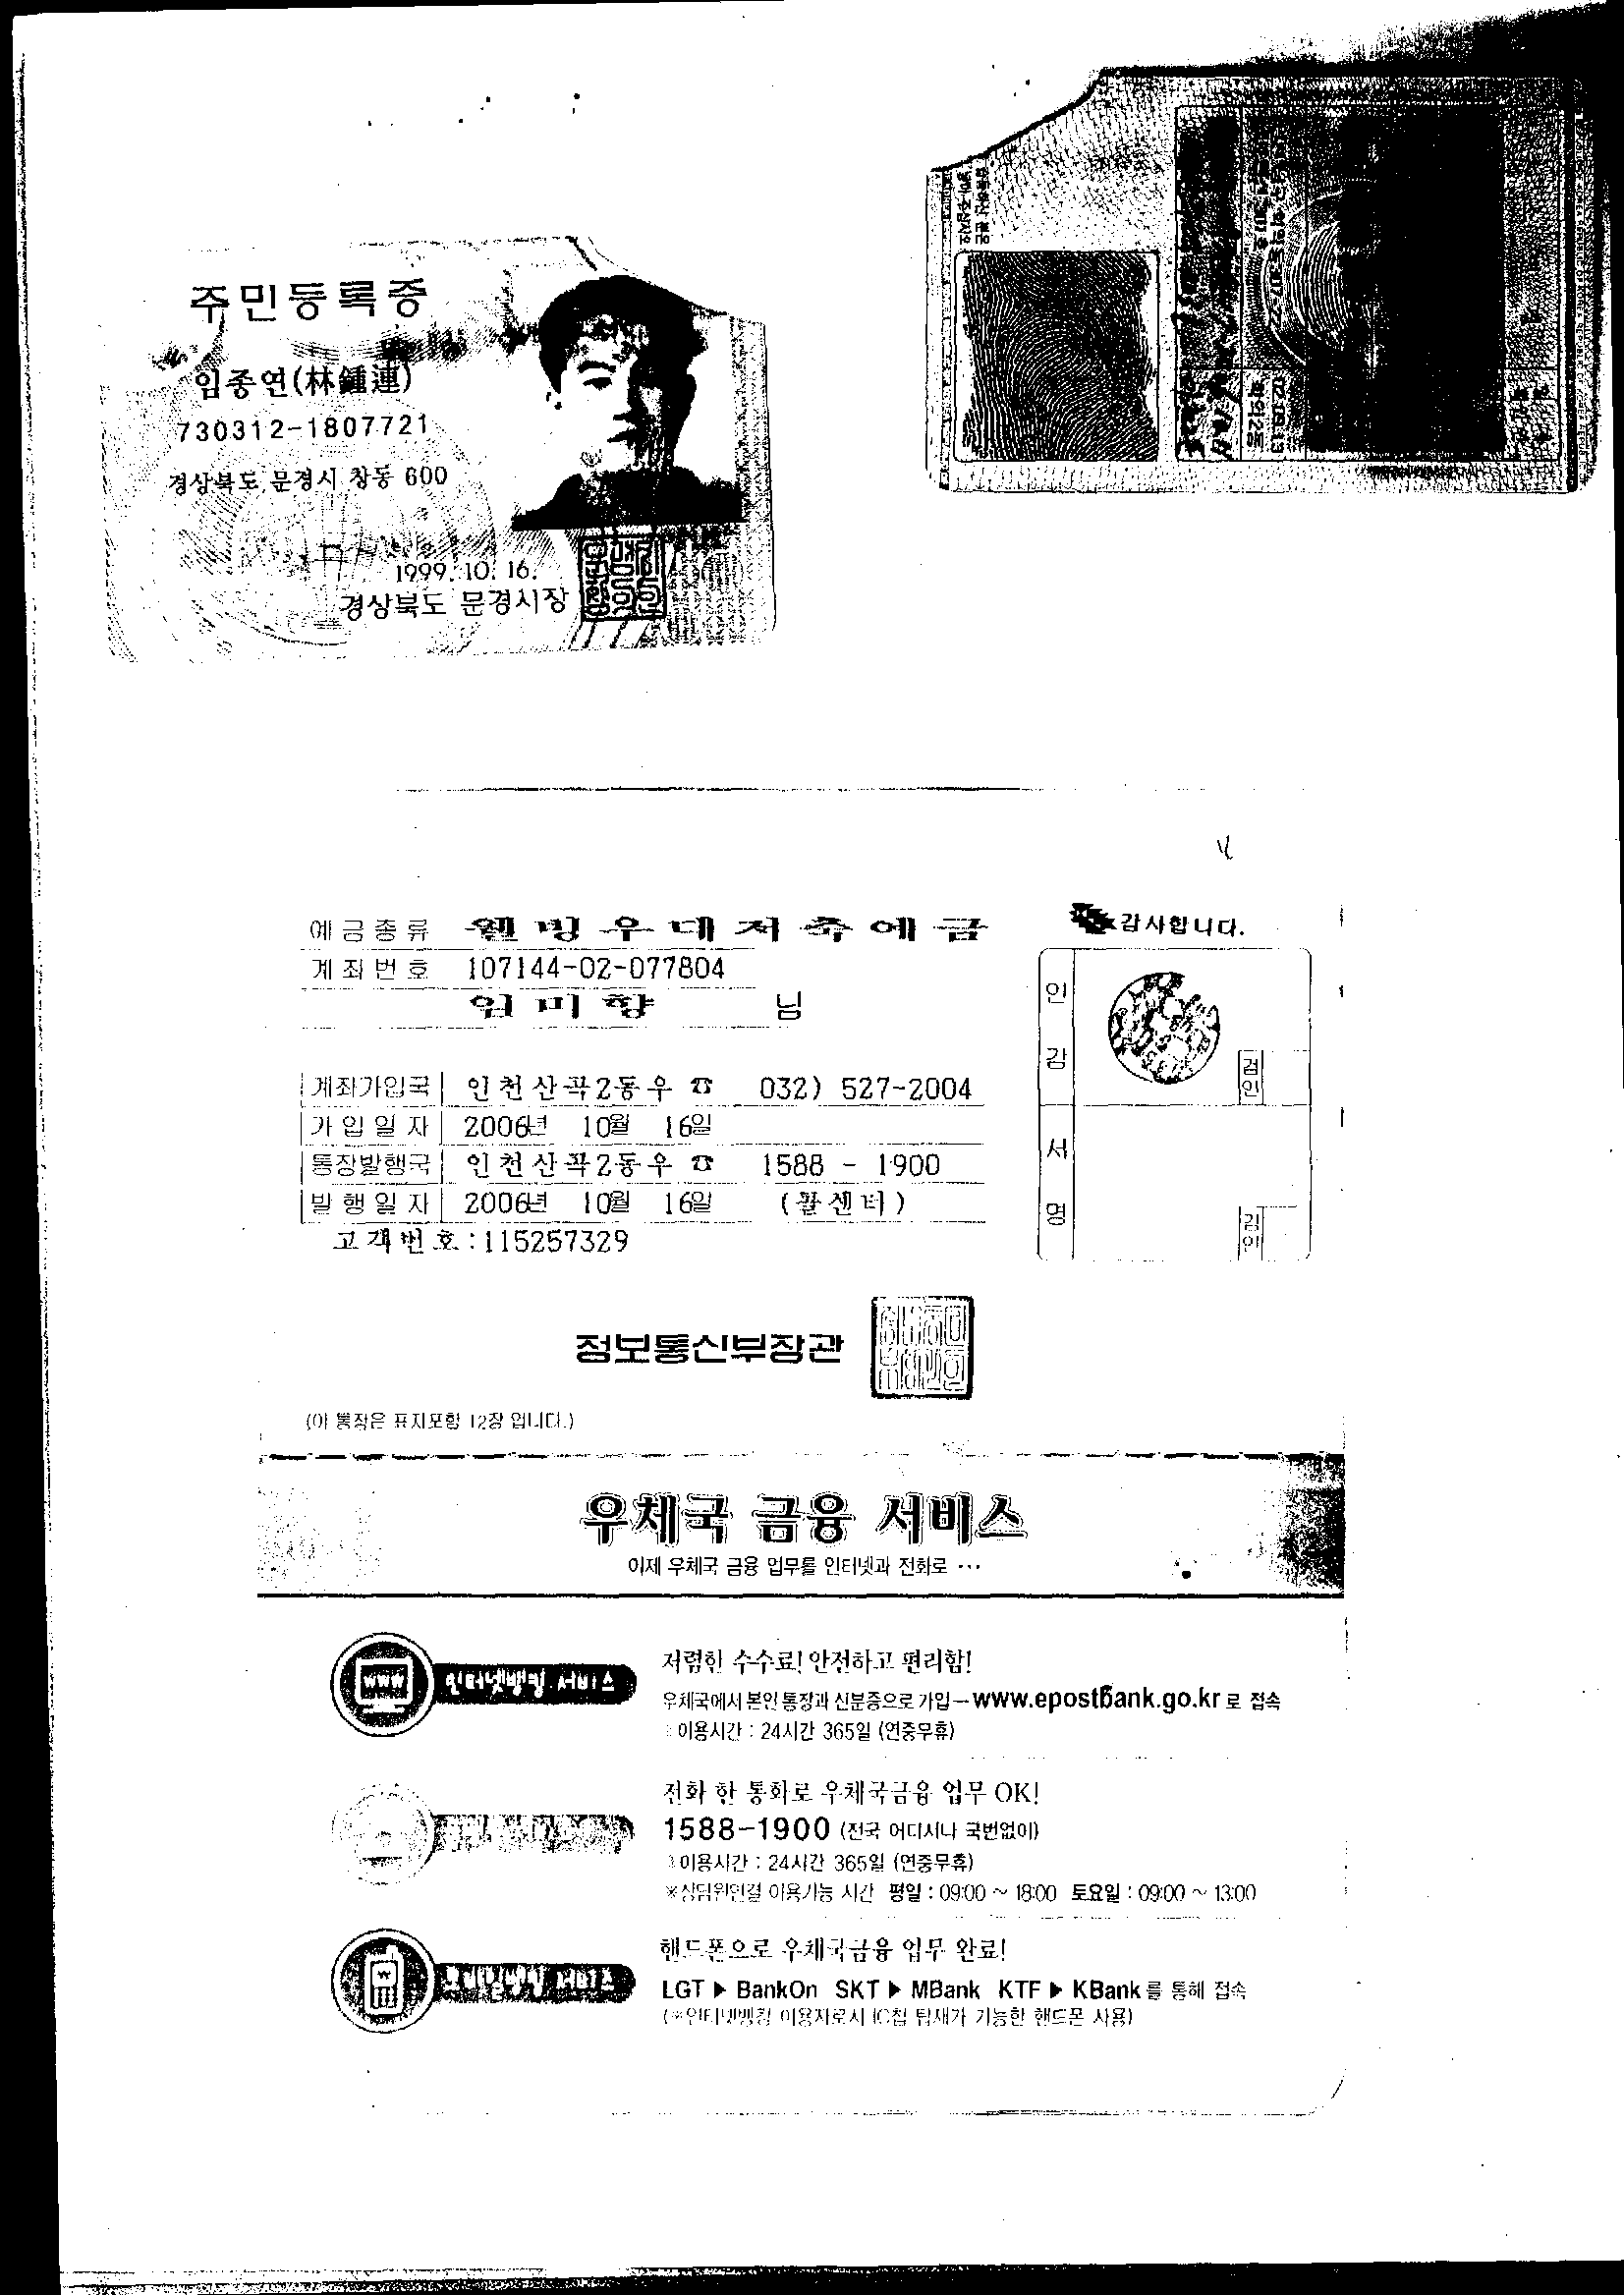 주민등록증
임종연(林鍾連)
730312-1807721
경상북도 문경시 창동 600
1999. 10. 16.
경상북도 문경시장
습득하신 분은
예금종류 웰빙우대저축예금
감사합니다.
계좌번호 107144-02-077804
임미향 님
인감
검인
계좌가입국 인천산곡2동우 ☎ 032) 527-2004
가입일자 2006년 10월 16일
통장발행국 인천산곡2동우 ☎ 1588 - 1900
발행일자 2006년 10월 16일 (콜센터)
서명
검인
고객번호:115257329
정보통신부장관
(이 통장은 표지포함 12장 입니다.)
우체국 금융 서비스
이제 우체국 금융 업무를 인터넷과 전화로 ···
www
인터넷뱅킹 서비스
저렴한 수수료! 안전하고 편리함!
우체국에서 본인 통장과 신분증으로 가입 – www.epostBank.go.kr 로 접속
이용시간 : 24시간 365일 (연중무휴)
전화 한 통화로 우체국금융 업무 OK!
1588-1900 (전국 어디서나 국번없이)
이용시간 : 24시간 365일 (연중무휴)
※상담원연결 이용가능 시간 평일 : 09:00 ~ 18:00 토요일 : 09:00 ~ 13:00
모바일뱅킹 서비스
핸드폰으로 우체국금융 업무 완료!
LGT ▶ BankOn SKT ▶ MBank KTF ▶ KBank 를 통해 접속
(※인터넷뱅킹 이용자로서 IC칩 탑재가 가능한 핸드폰 사용)